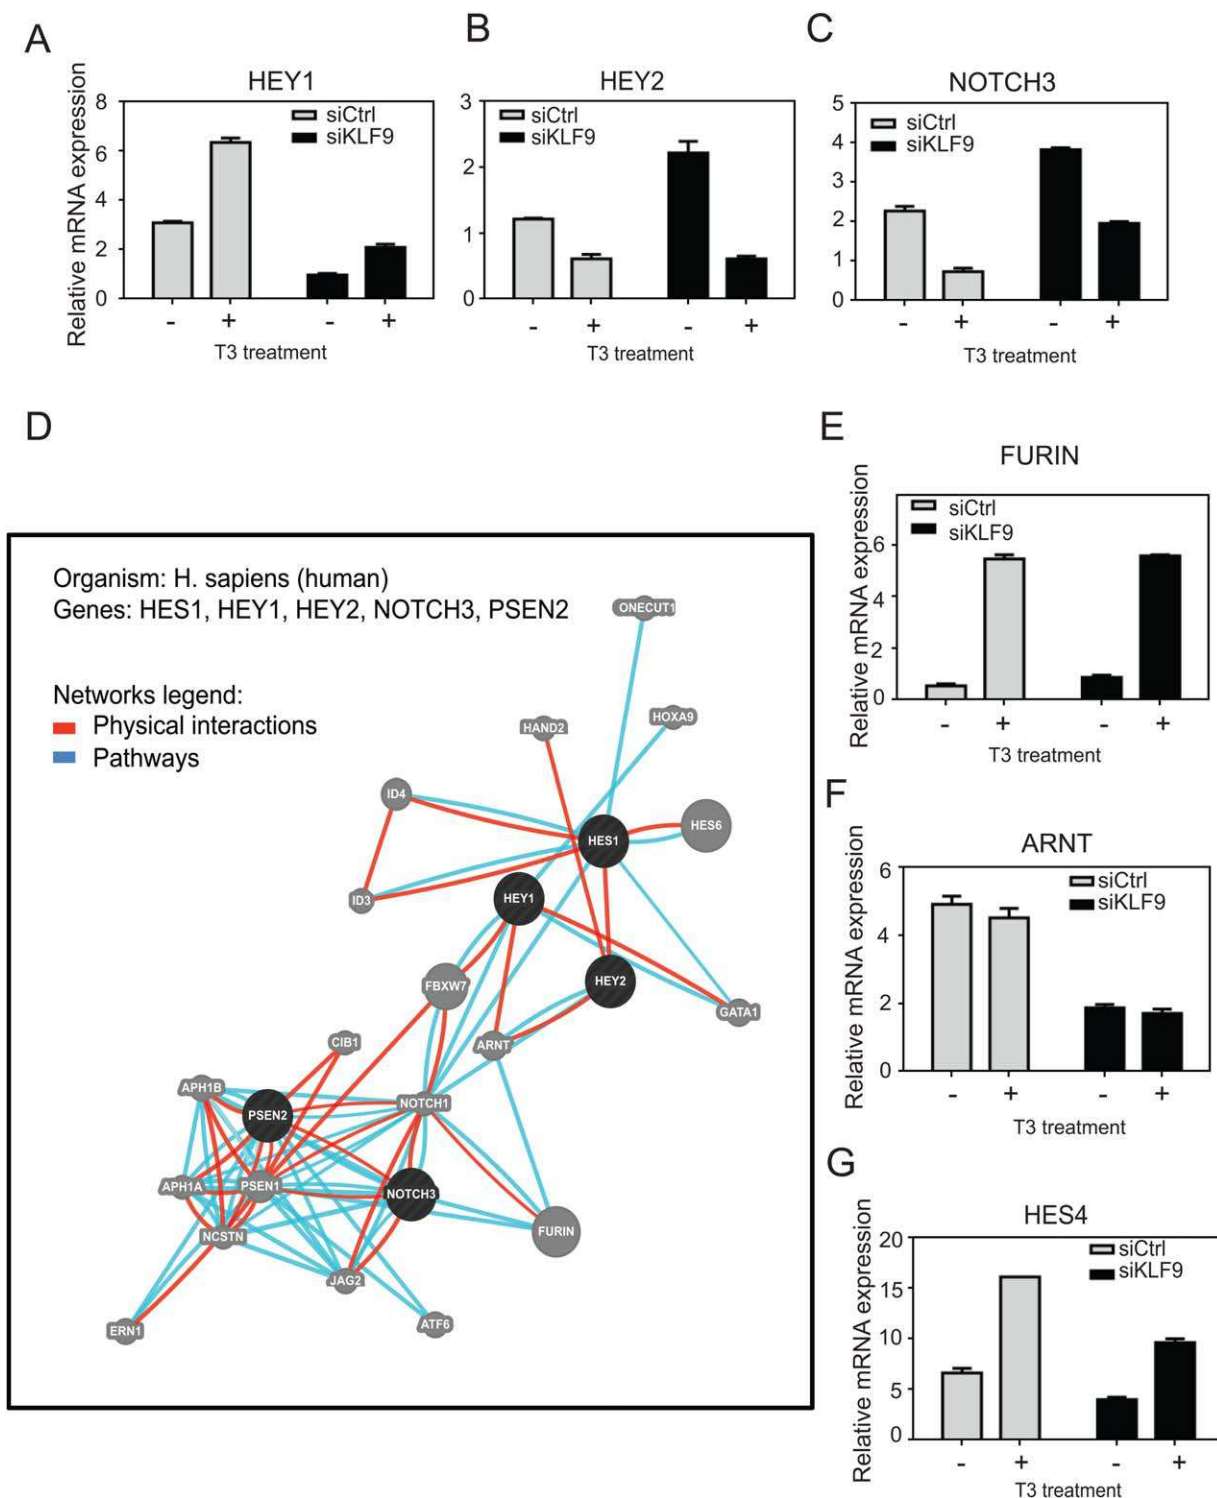 A
HEY1
Relative mRNA expression
8
6
4
2
0
siCtrl
siKLF9
- + - +
T3 treatment
B
HEY2
3
2
1
0
siCtrl
siKLF9
- + - +
T3 treatment
C
NOTCH3
5
4
3
2
1
0
siCtrl
siKLF9
- + - +
T3 treatment
D
Organism: H. sapiens (human)
Genes: HES1, HEY1, HEY2, NOTCH3, PSEN2
Networks legend:
Physical interactions
Pathways
ONECUT1
HOXA9
HAND2
ID4
HES6
HES1
ID3
HEY1
FBXW7
HEY2
GATA1
CIB1
ARNT
APH1B
PSEN2
NOTCH1
APH1A
PSEN1
NOTCH3
NCSTN
FURIN
JAG2
ERN1
ATF6
E
FURIN
Relative mRNA expression
6
4
2
0
siCtrl
siKLF9
- + - +
T3 treatment
F
ARNT
Relative mRNA expression
6
4
2
0
siCtrl
siKLF9
- + - +
T3 treatment
G
HES4
Relative mRNA expression
20
15
10
5
0
siCtrl
siKLF9
- + - +
T3 treatment